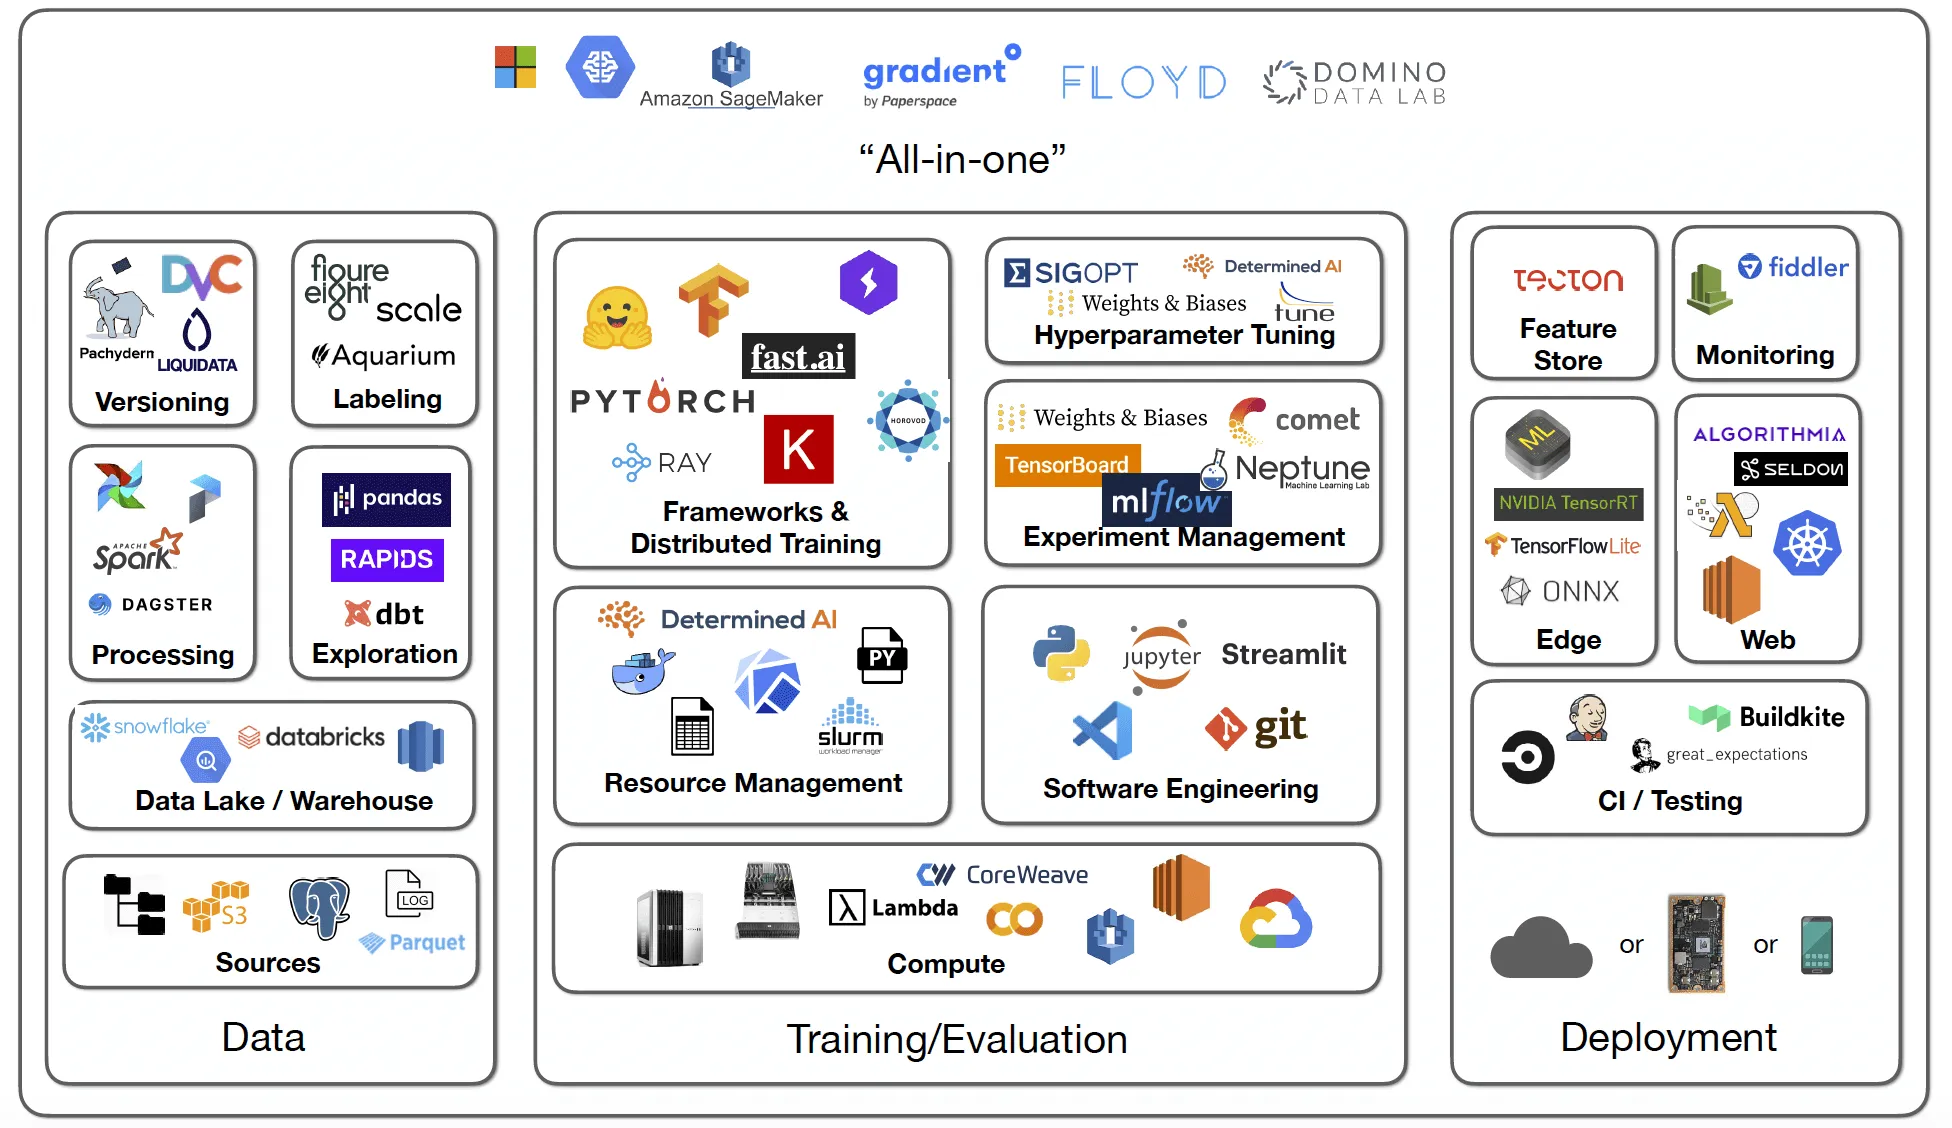 Amazon SageMaker
gradient
by Paperspace
FLOYD
DOMINO
DATA LAB
“All-in-one”
DVC
Pachyderm
LIQUIDATA
Versioning
figure
eight
scale
Aquarium
Labeling
Apache
Spark
DAGSTER
Processing
pandas
RAPIDS
dbt
Exploration
snowflake
databricks
Data Lake / Warehouse
S3
LOG
Parquet
Sources
Data
fast.ai
PYTORCH
HOROVOD
RAY
K
Frameworks &
Distributed Training
SIGOPT
Determined AI
Weights & Biases
tune
Hyperparameter Tuning
Weights & Biases
comet
TensorBoard
Neptune
Machine Learning Lab
mlflow
Experiment Management
Determined AI
PY
slurm
workload manager
Resource Management
jupyter
Streamlit
git
Software Engineering
CoreWeave
Lambda
Compute
Training/Evaluation
TECTON
Feature
Store
fiddler
Monitoring
ML
NVIDIA TensorRT
TensorFlowLite
ONNX
Edge
ALGORITHMIA
SELDON
Web
Buildkite
great_expectations
CI / Testing
or
or
Deployment